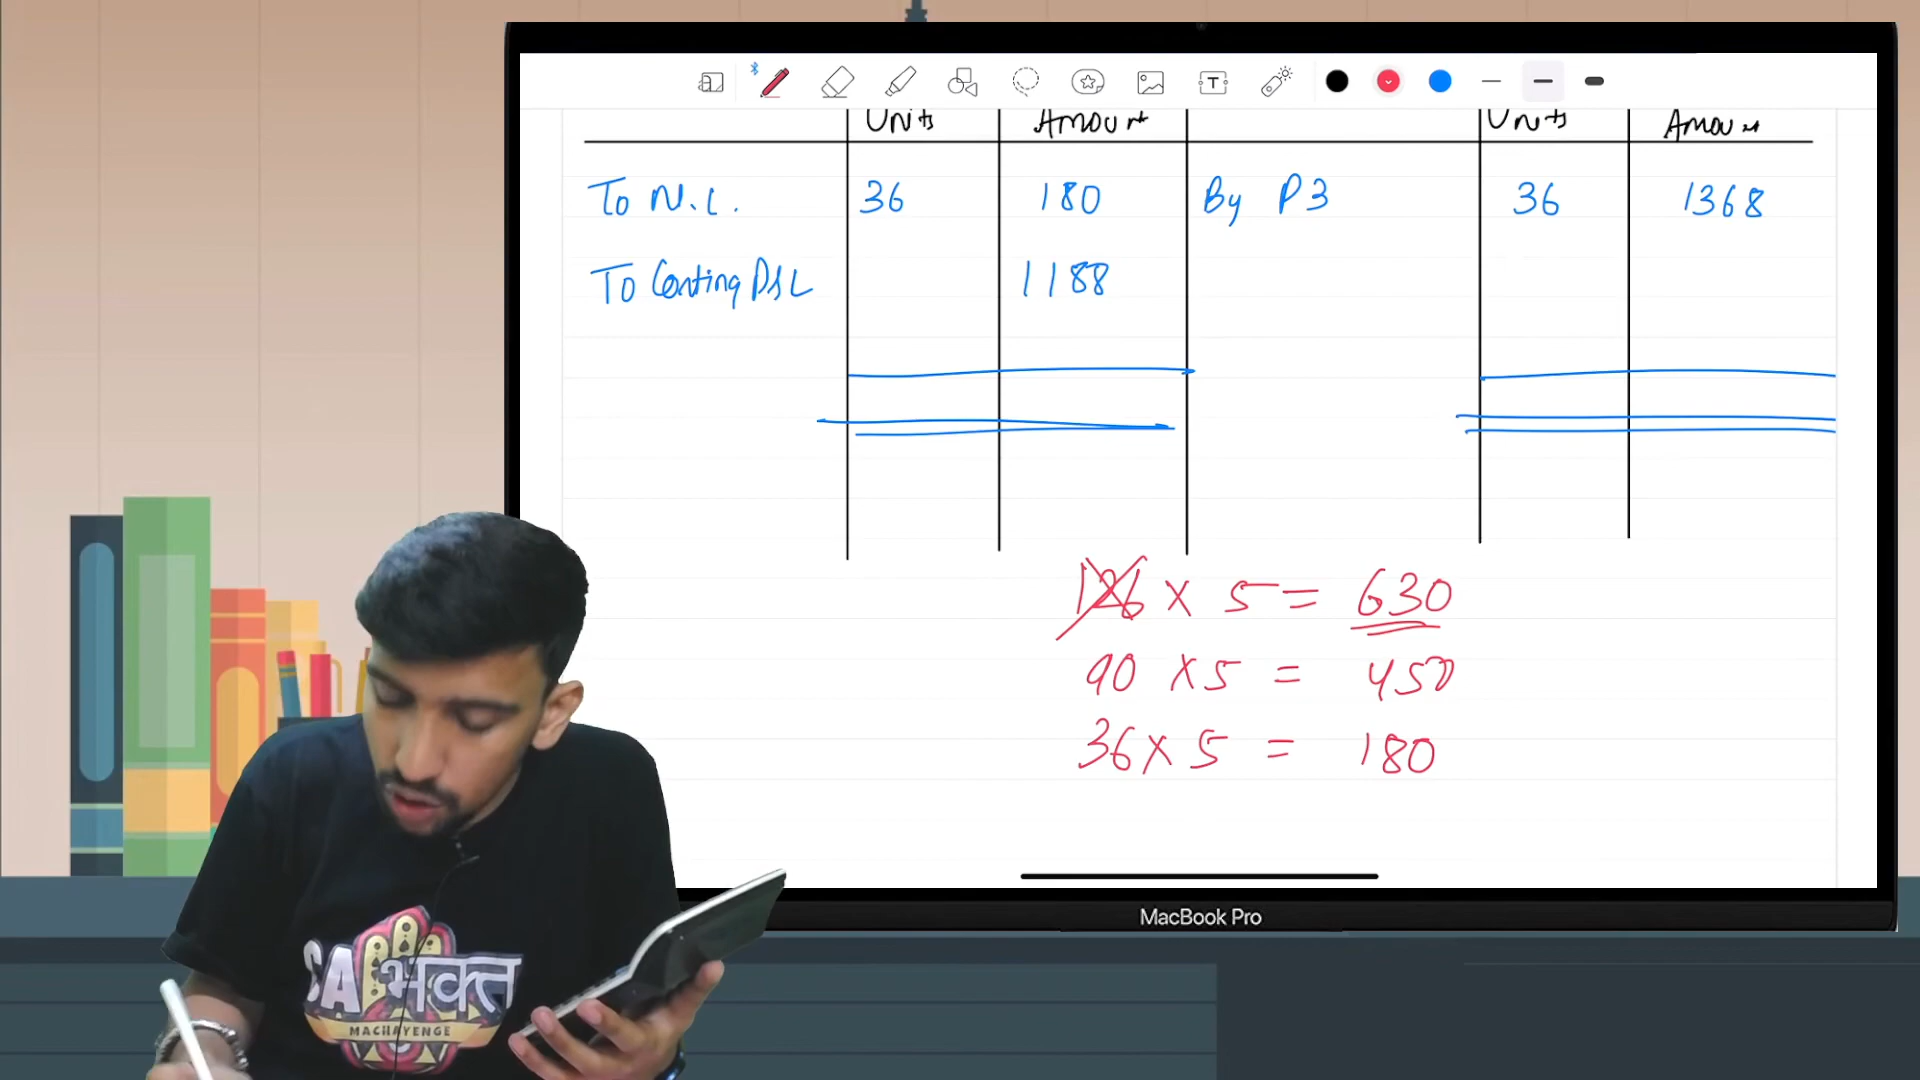 Units Amount Units Amount
To N.L. 36 180 By P3 36 1368
To Costing P&L 1188
126 × 5 = 630
90 × 5 = 450
36 × 5 = 180
MacBook Pro
CA भक्त
MACHAYENGE